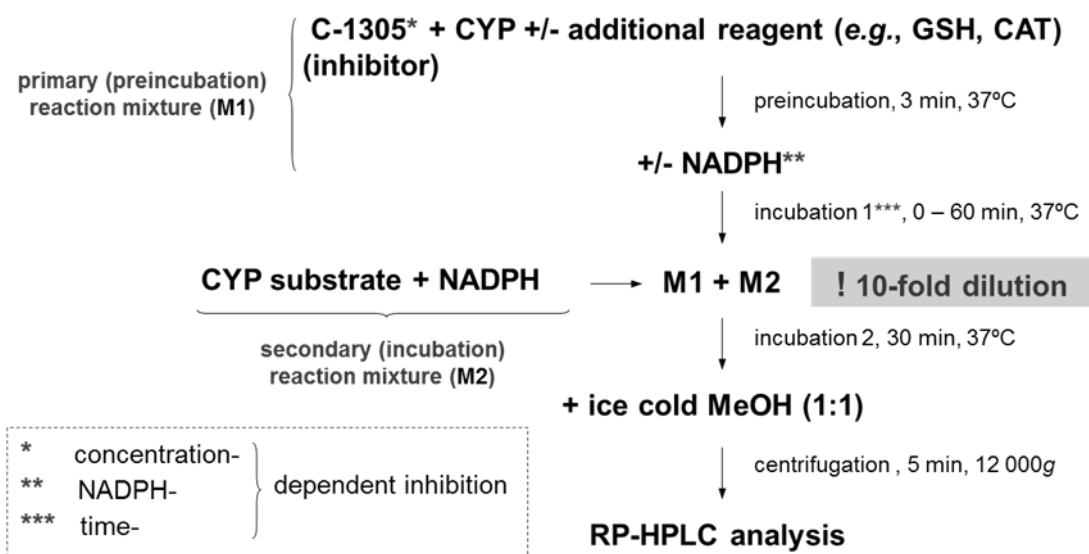 C-1305* + CYP +/- additional reagent (e.g., GSH, CAT)
(inhibitor)
primary (preincubation)
reaction mixture (M1)
preincubation, 3 min, 37ºC
+/- NADPH**
incubation 1***, 0 – 60 min, 37ºC
CYP substrate + NADPH
M1 + M2
! 10-fold dilution
secondary (incubation)
reaction mixture (M2)
incubation 2, 30 min, 37ºC
+ ice cold MeOH (1:1)
* concentration-
** NADPH-
*** time-
dependent inhibition
centrifugation , 5 min, 12 000g
RP-HPLC analysis